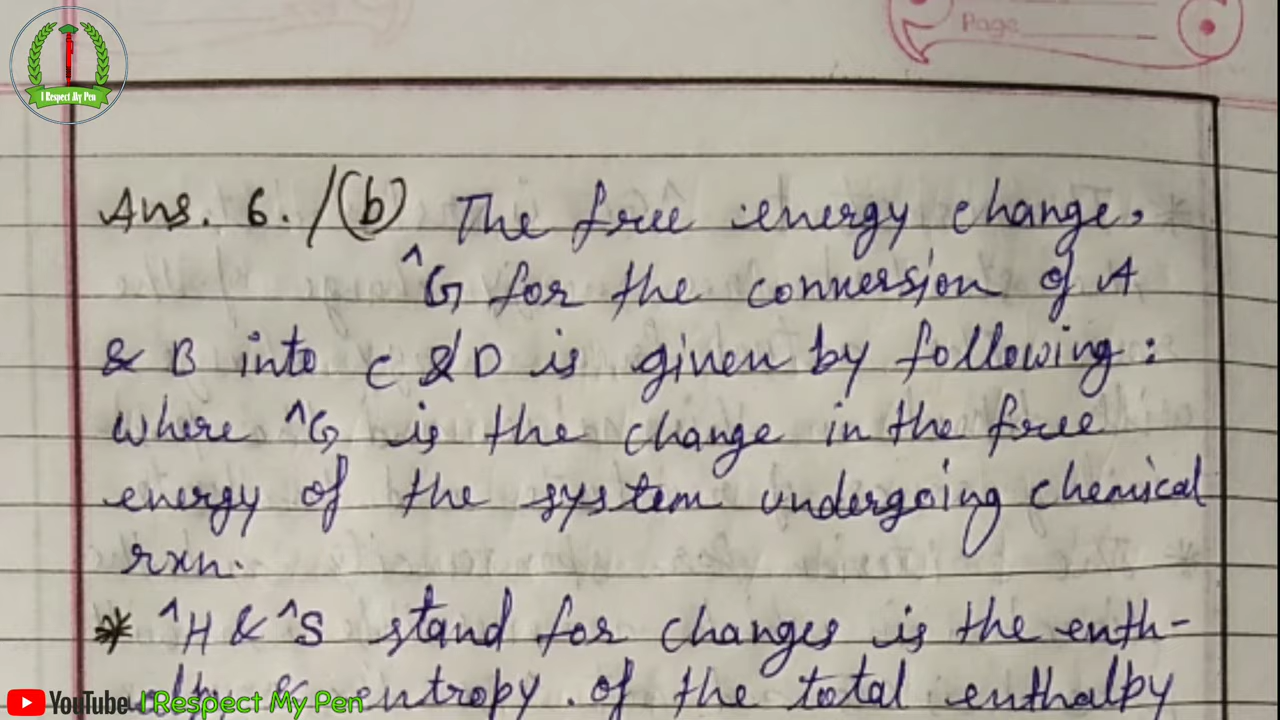 I Respect My Pen
Page
Ans. 6. /(b) The free energy change,
^G for the conversion of A
& B into C & D is given by following :
where ^G is the change in the free
energy of the system undergoing chemical
rxn.
* ^H & ^S stand for changes is the enth-
alpy & entropy . of the total enthalpy
YouTube I Respect My Pen